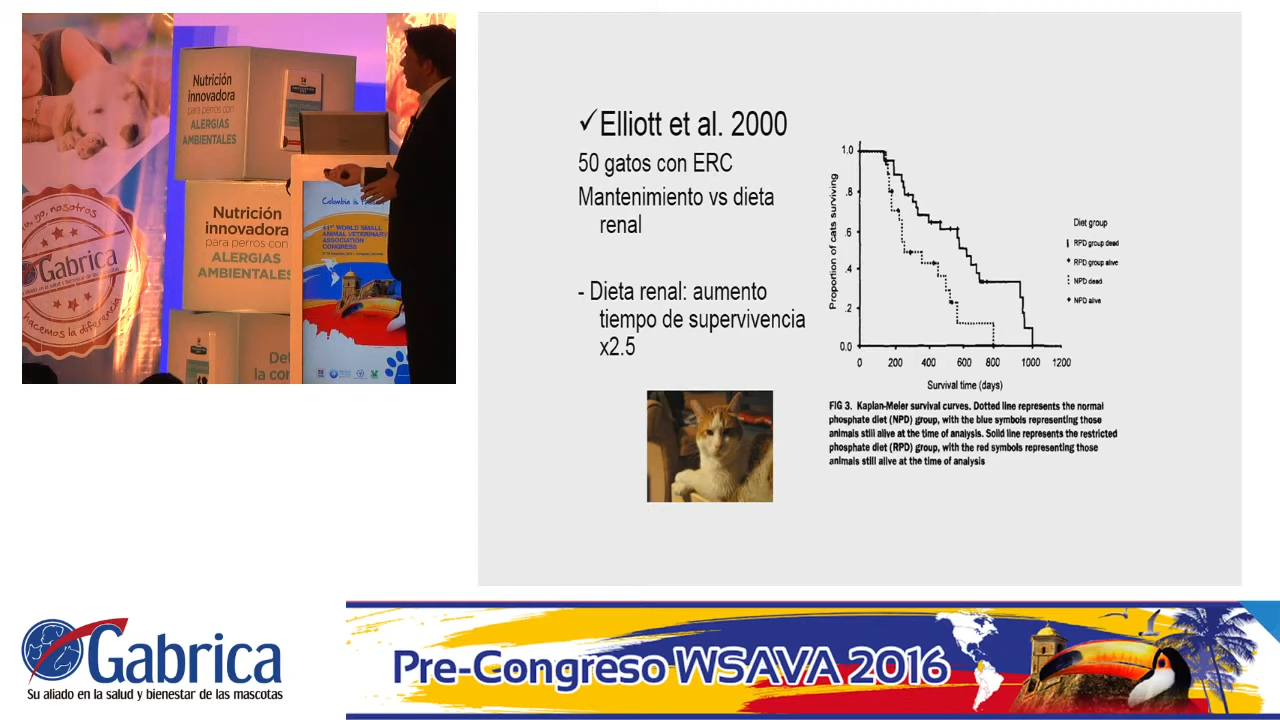 Nutrición
innovadora
para perros con
ALERGIAS
AMBIENTALES
Nutrición
innovadora
para perros con
ALERGIAS
AMBIENTALES
nosotros
Gabrica
hacemos la diferencia
Colombia is
41st WORLD SMALL
ANIMAL VETERINARY
ASSOCIATION
CONGRESS
✓Elliott et al. 2000
50 gatos con ERC
Mantenimiento vs dieta
renal
- Dieta renal: aumento
tiempo de supervivencia
x2.5
Proportion of cats surviving
1.0
.8
.6
.4
.2
0.0
0 200 400 600 800 1000 1200
Survival time (days)
Diet group
RPD group dead
RPD group alive
NPD dead
NPD alive
FIG 3. Kaplan-Meier survival curves. Dotted line represents the normal
phosphate diet (NPD) group, with the blue symbols representing those
animals still alive at the time of analysis. Solid line represents the restricted
phosphate diet (RPD) group, with the red symbols representing those
animals still alive at the time of analysis
Gabrica
Su aliado en la salud y bienestar de las mascotas
Pre-Congreso WSAVA 2016